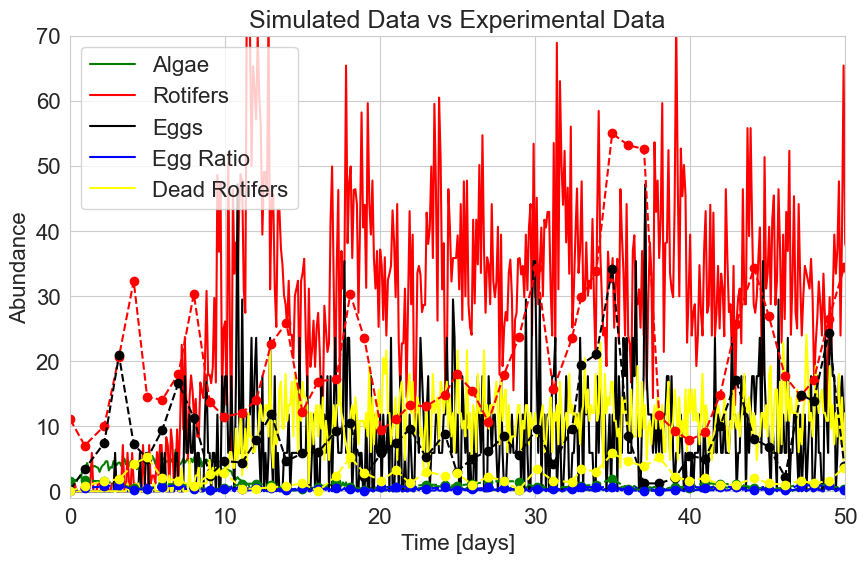 Simulated Data vs Experimental Data
70
60
50
40
30
20
10
0
Abundance
Algae
Rotifers
Eggs
Egg Ratio
Dead Rotifers
0 10 20 30 40 50
Time [days]